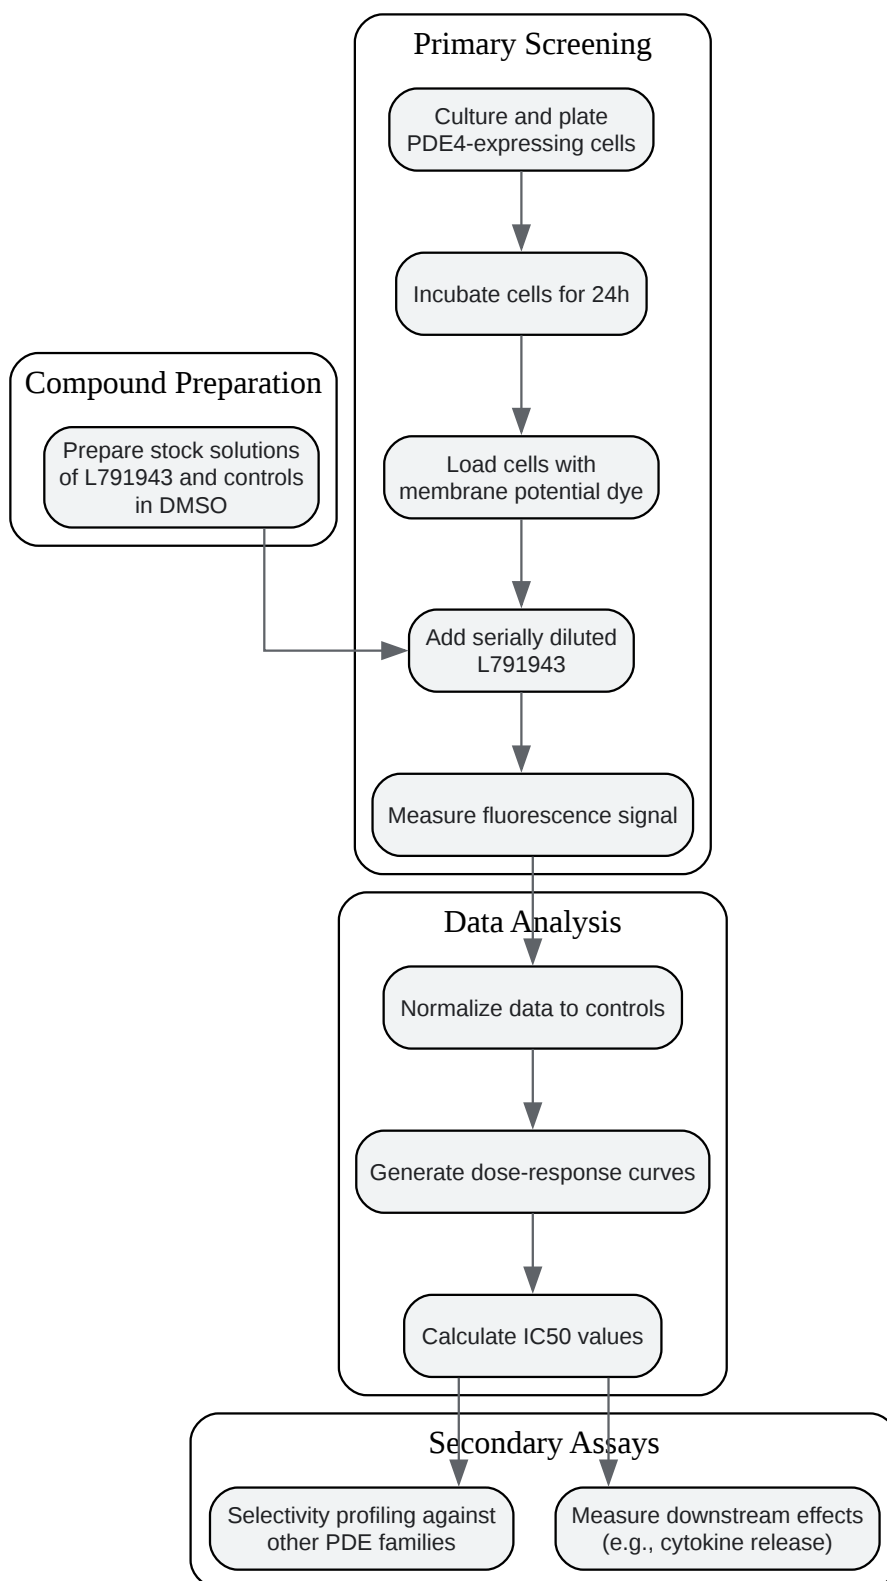 Primary Screening
Culture and plate
PDE4-expressing cells
Incubate cells for 24h
Compound Preparation
Prepare stock solutions
of L791943 and controls
in DMSO
Load cells with
membrane potential dye
Add serially diluted
L791943
Measure fluorescence signal
Data Analysis
Normalize data to controls
Generate dose-response curves
Calculate IC50 values
Secondary Assays
Selectivity profiling against
other PDE families
Measure downstream effects
(e.g., cytokine release)